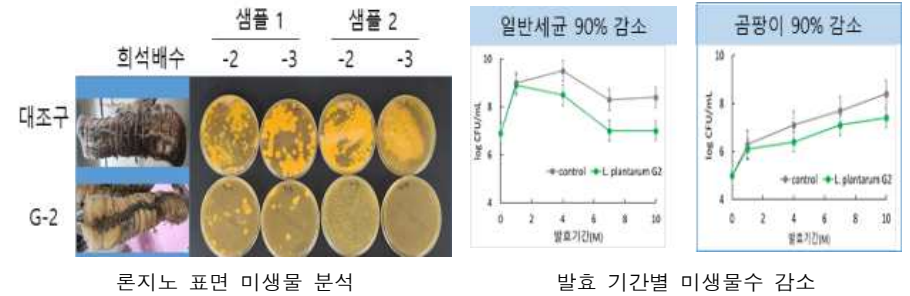 샘플 1 샘플 2
희석배수 -2 -3 -2 -3
대조구
G-2
론지노 표면 미생물 분석
일반세균 90% 감소
log CFU/mL
10
8
6
4
control L. plantarum G2
0 2 4 6 8 10
발효기간(M)
곰팡이 90% 감소
log CFU/mL
10
8
6
4
control L. plantarum G2
0 2 4 6 8 10
발효기간(M)
발효 기간별 미생물수 감소